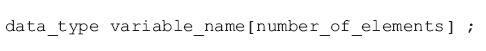 data_type variable_name[number_of_elements] ;